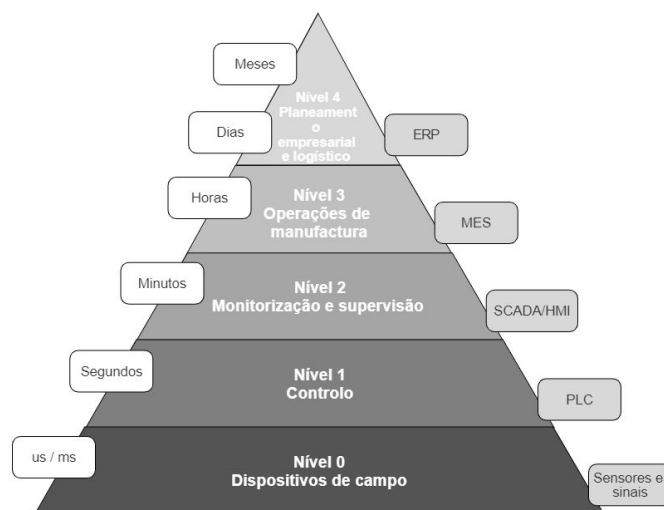 Meses
Nível 4
Planeament
o
empresarial
e logístico
Dias
ERP
Horas
Nível 3
Operações de
manufactura
MES
Minutos
Nível 2
Monitorização e supervisão
SCADA/HMI
Segundos
Nível 1
Controlo
PLC
us / ms
Nível 0
Dispositivos de campo
Sensores e
sinais